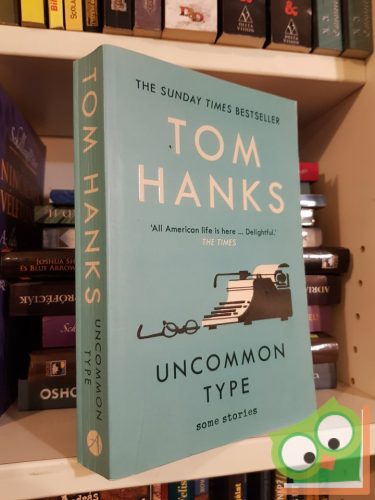 THE SUNDAY TIMES BESTSELLER
TOM
HANKS
'All American life is here ... Delightful.'
THE TIMES
UNCOMMON
TYPE
some stories
TOM HANKS
UNCOMMON
TYPE
OSHO